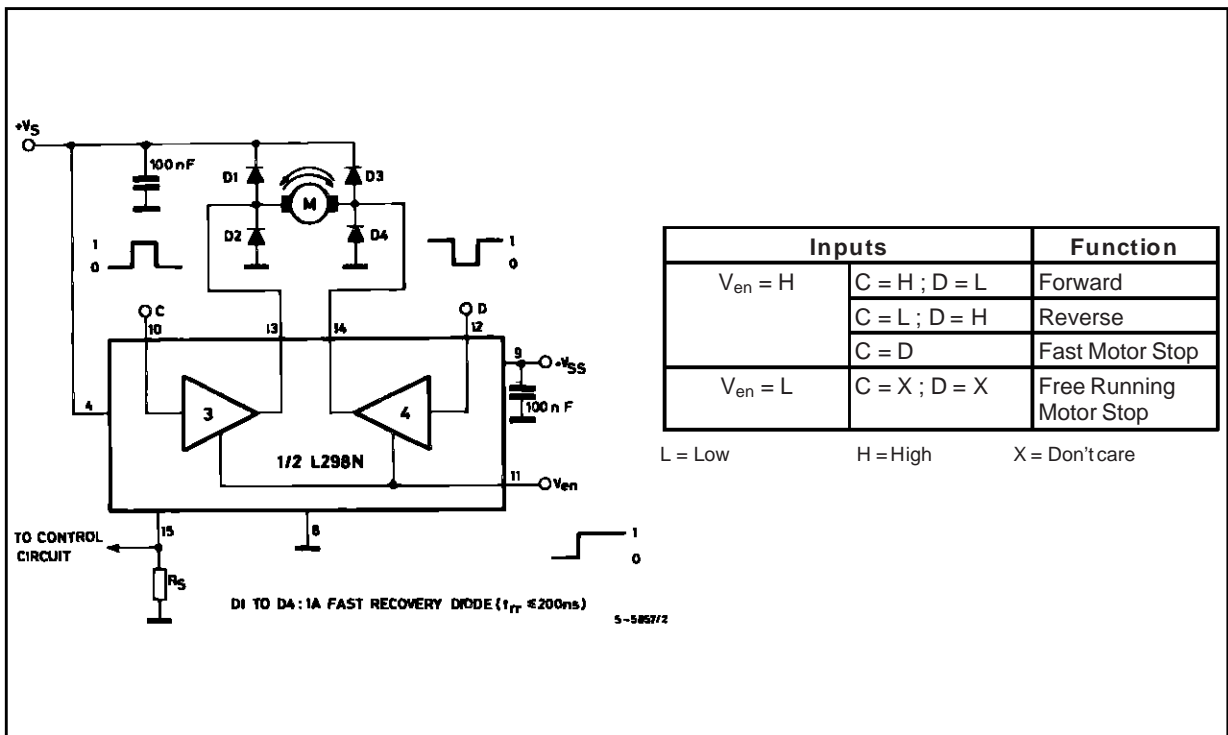 +VS
100nF
D1
D3
M
D2
D4
1
0
1
0
C
D
10
13
14
12
9
+VSS
100nF
4
3
4
1/2 L298N
11
Ven
15
8
TO CONTROL
CIRCUIT
RS
1
0
D1 TO D4 : 1A FAST RECOVERY DIODE (trr ≤ 200ns)
S-5857/2
Inputs Function
Ven = H C = H ; D = L Forward
C = L ; D = H Reverse
C = D Fast Motor Stop
Ven = L C = X ; D = X Free Running
Motor Stop
L = Low H = High X = Don't care